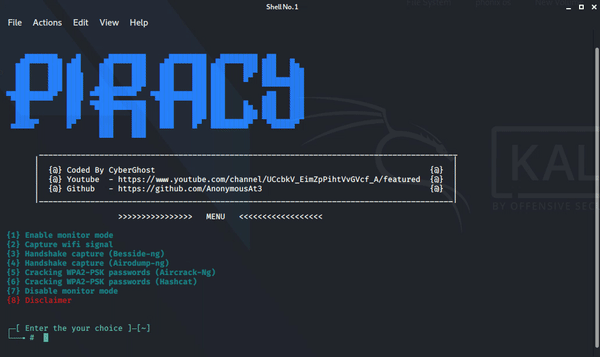 Shell No. 1
File Actions Edit View Help
PIRACY
{@} Coded By CyberGhost {@}
{@} Youtube - https://www.youtube.com/channel/UCcbkV_EimZpPihtVvGVcf_A/featured {@}
{@} Github - https://github.com/AnonymousAt3 {@}
>>>>>>>>>>>>>>>> MENU <<<<<<<<<<<<<<<<<<
{1} Enable monitor mode
{2} Capture wifi signal
{3} Handshake capture (Besside-ng)
{4} Handshake capture (Airodump-ng)
{5} Cracking WPA2-PSK passwords (Aircrack-Ng)
{6} Cracking WPA2-PSK passwords (Hashcat)
{7} Disable monitor mode
{8} Disclaimer
[ Enter the your choice ]-[~]
#
KAL
BY OFFENSIVE SEC